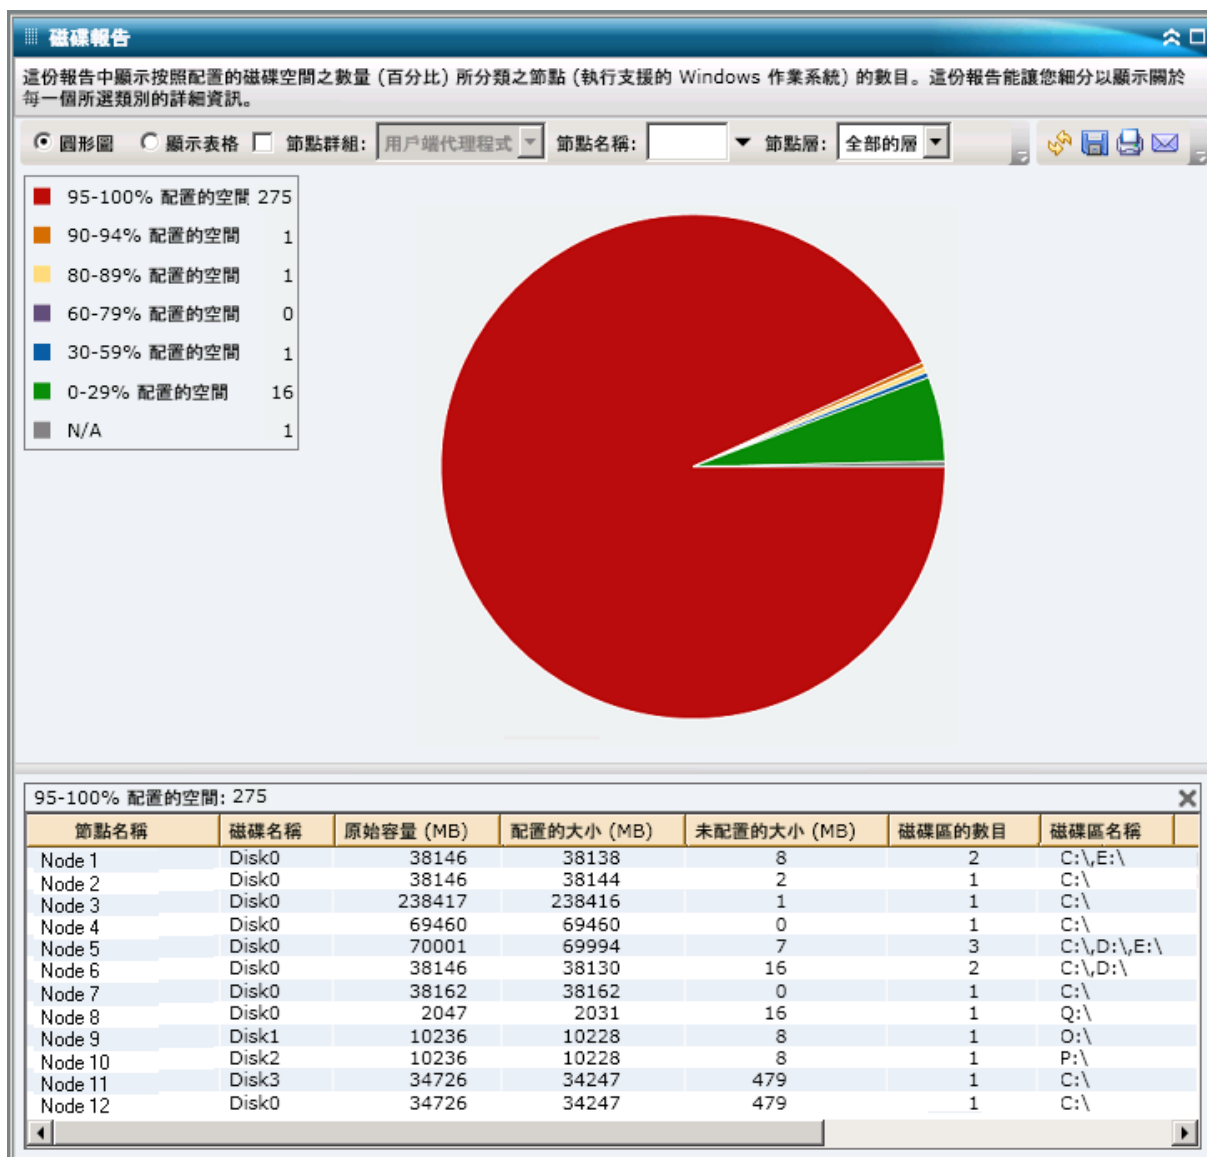 磁碟報告
這份報告中顯示按照配置的磁碟空間之數量 (百分比) 所分類之節點 (執行支援的 Windows 作業系統) 的數目。這份報告能讓您細分以顯示關於
每一個所選類別的詳細資訊。
圓形圖 顯示表格 節點群組: 用戶端代理程式 節點名稱: 節點層: 全部的層
95-100% 配置的空間 275
90-94% 配置的空間 1
80-89% 配置的空間 1
60-79% 配置的空間 0
30-59% 配置的空間 1
0-29% 配置的空間 16
N/A 1
95-100% 配置的空間: 275
節點名稱 磁碟名稱 原始容量 (MB) 配置的大小 (MB) 未配置的大小 (MB) 磁碟區的數目 磁碟區名稱
Node 1 Disk0 38146 38138 8 2 C:\,E:\
Node 2 Disk0 38146 38144 2 1 C:\
Node 3 Disk0 238417 238416 1 1 C:\
Node 4 Disk0 69460 69460 0 1 C:\
Node 5 Disk0 70001 69994 7 3 C:\,D:\,E:\
Node 6 Disk0 38146 38130 16 2 C:\,D:\
Node 7 Disk0 38162 38162 0 1 C:\
Node 8 Disk0 2047 2031 16 1 Q:\
Node 9 Disk1 10236 10228 8 1 O:\
Node 10 Disk2 10236 10228 8 1 P:\
Node 11 Disk3 34726 34247 479 1 C:\
Node 12 Disk0 34726 34247 479 1 C:\